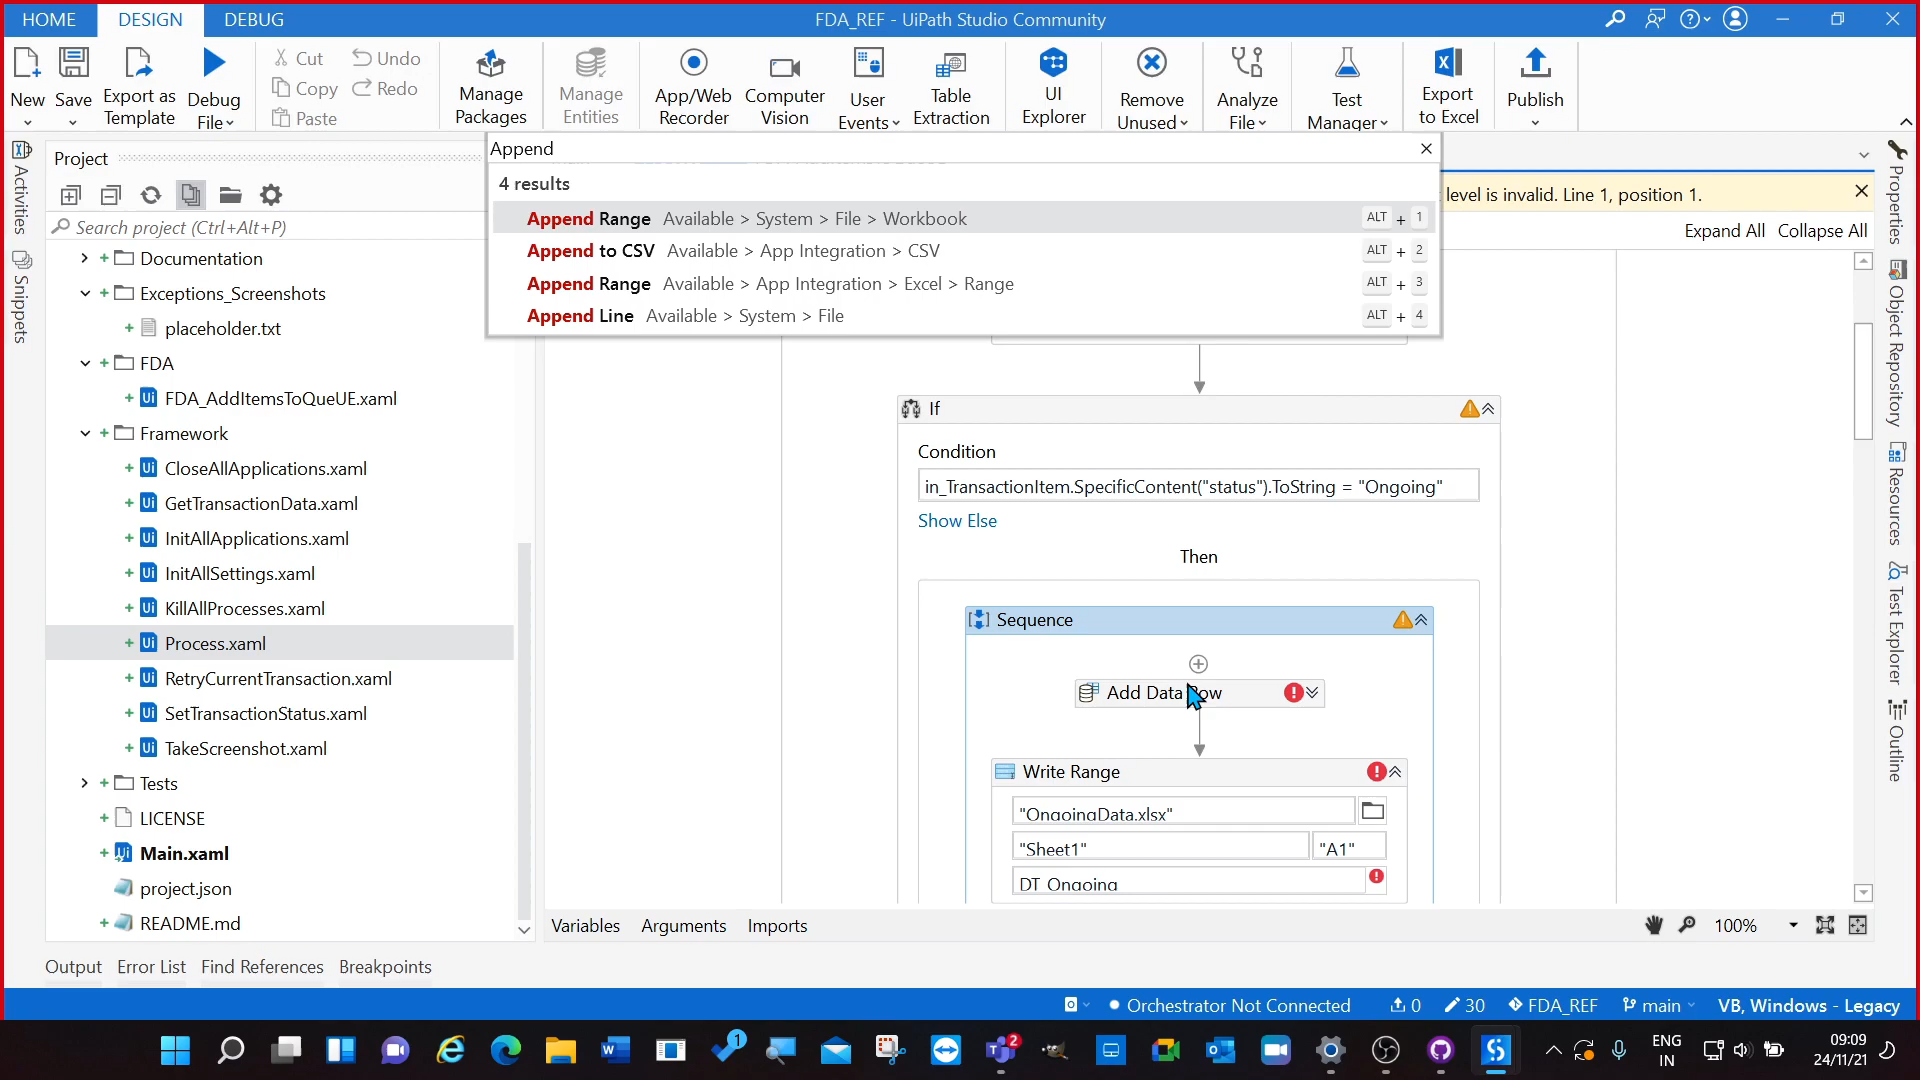 HOME DESIGN DEBUG FDA_REF - UiPath Studio Community
New Save Export as Template Debug File Cut Copy Paste Undo Redo Manage Packages Manage Entities App/Web Recorder Computer Vision User Events Table Extraction UI Explorer Remove Unused Analyze File Test Manager Export to Excel Publish
Append
4 results
Append Range Available > System > File > Workbook ALT + 1
Append to CSV Available > App Integration > CSV ALT + 2
Append Range Available > App Integration > Excel > Range ALT + 3
Append Line Available > System > File ALT + 4
level is invalid. Line 1, position 1.
Expand All Collapse All
Activities
Snippets
Project
Search project (Ctrl+Alt+P)
Documentation
Exceptions_Screenshots
placeholder.txt
FDA
FDA_AddItemsToQueUE.xaml
Framework
CloseAllApplications.xaml
GetTransactionData.xaml
InitAllApplications.xaml
InitAllSettings.xaml
KillAllProcesses.xaml
Process.xaml
RetryCurrentTransaction.xaml
SetTransactionStatus.xaml
TakeScreenshot.xaml
Tests
LICENSE
Main.xaml
project.json
README.md
If
Condition
in_TransactionItem.SpecificContent("status").ToString = "Ongoing"
Show Else
Then
Sequence
Add Data Row
Write Range
"OngoingData.xlsx"
"Sheet1" "A1"
DT_Ongoing
Properties
Object Repository
Resources
Test Explorer
Outline
Variables Arguments Imports 100%
Output Error List Find References Breakpoints
Orchestrator Not Connected 0 30 FDA_REF main VB, Windows - Legacy
1 2 ENG IN 09:09 24/11/21